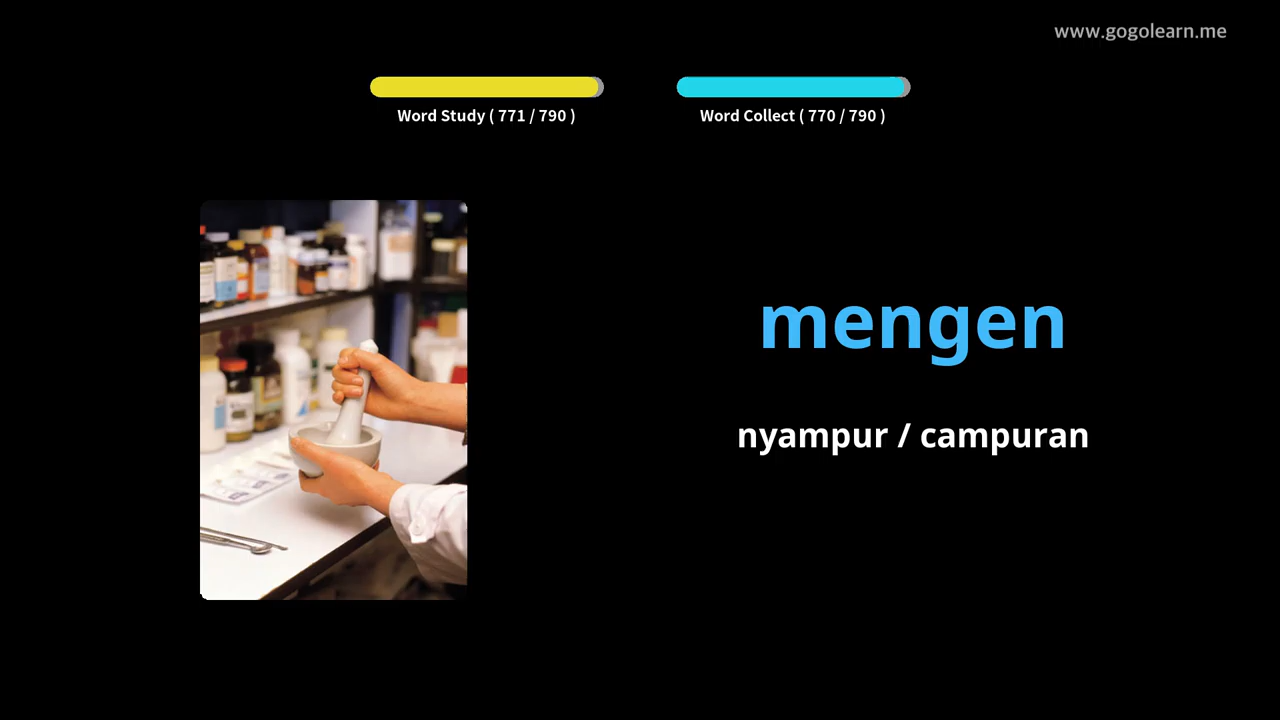 www.gogolearn.me
Word Study ( 771 / 790 )
Word Collect ( 770 / 790 )
mengen
nyampur / campuran